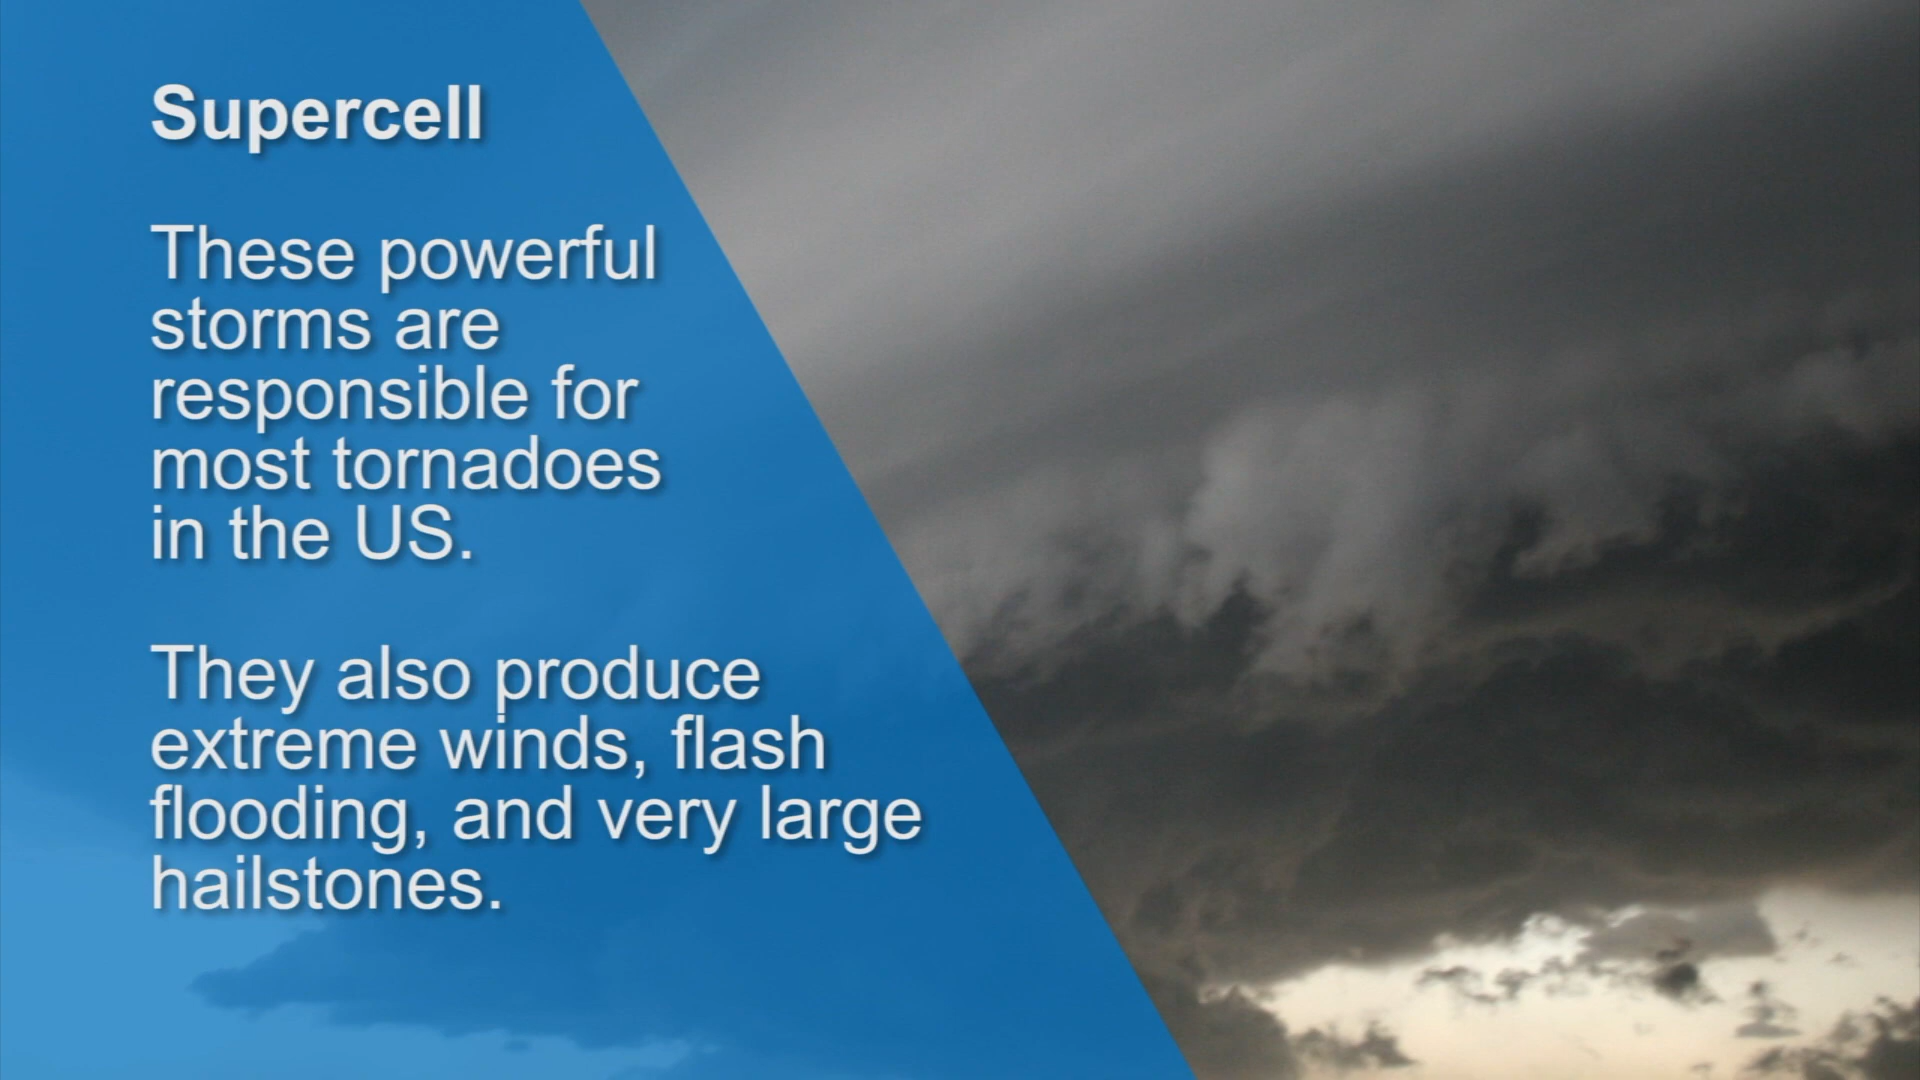 Supercell
These powerful
storms are
responsible for
most tornadoes
in the US.
They also produce
extreme winds, flash
flooding, and very large
hailstones.